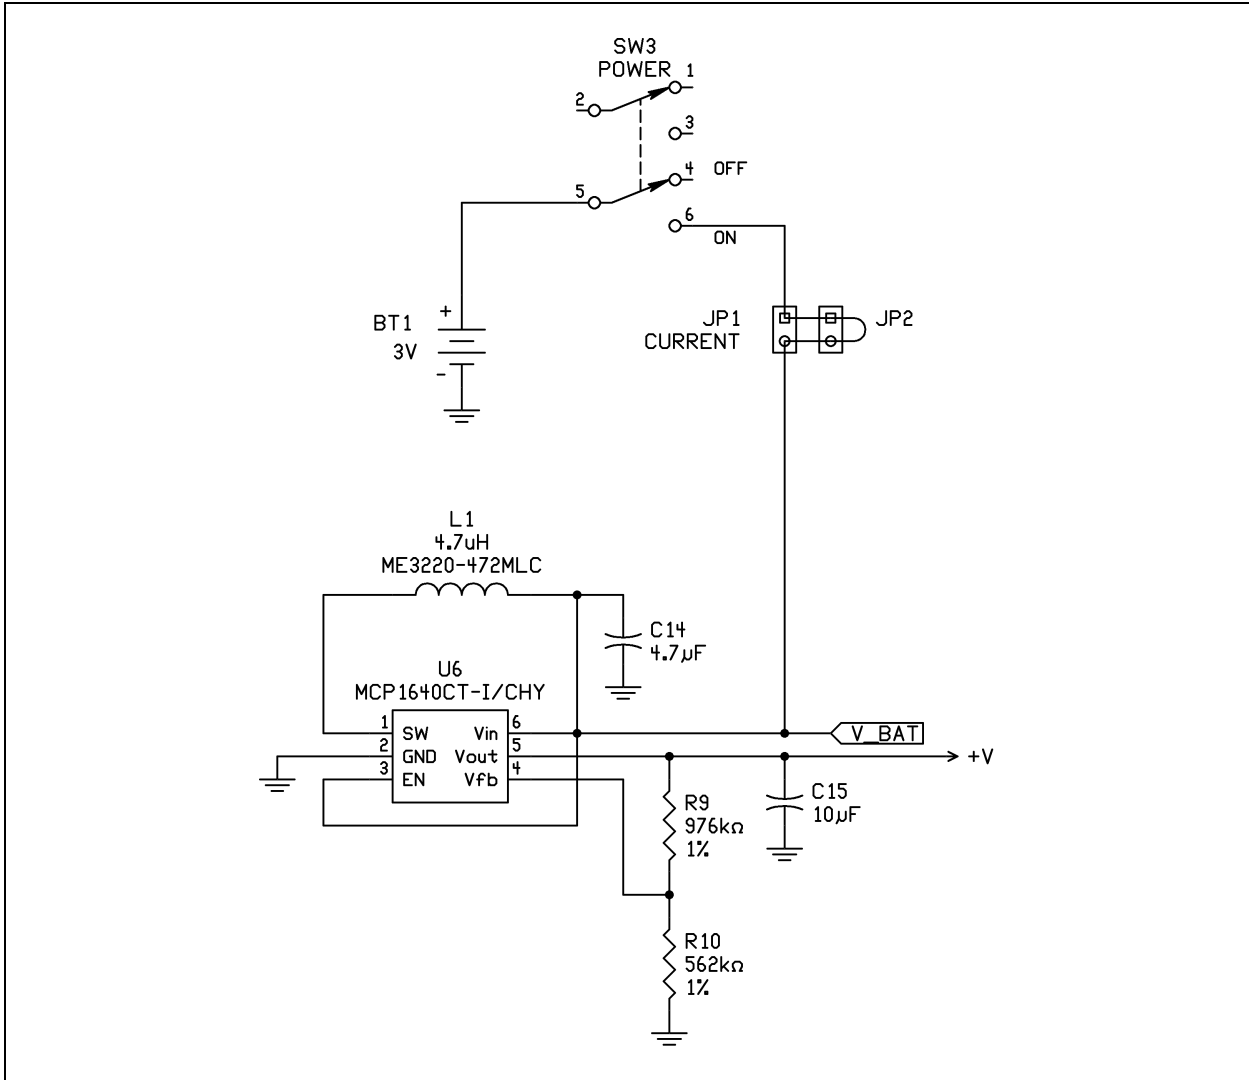 SW3
POWER
1
2
3
4
OFF
5
6
ON
+
BT1
3V
-
JP1
CURRENT
JP2
L1
4.7uH
ME3220-472MLC
C14
4.7µF
U6
MCP1640CT-I/CHY
1 SW Vin 6
2 GND Vout 5
3 EN Vfb 4
V_BAT
+V
C15
10µF
R9
976kΩ
1%
R10
562kΩ
1%